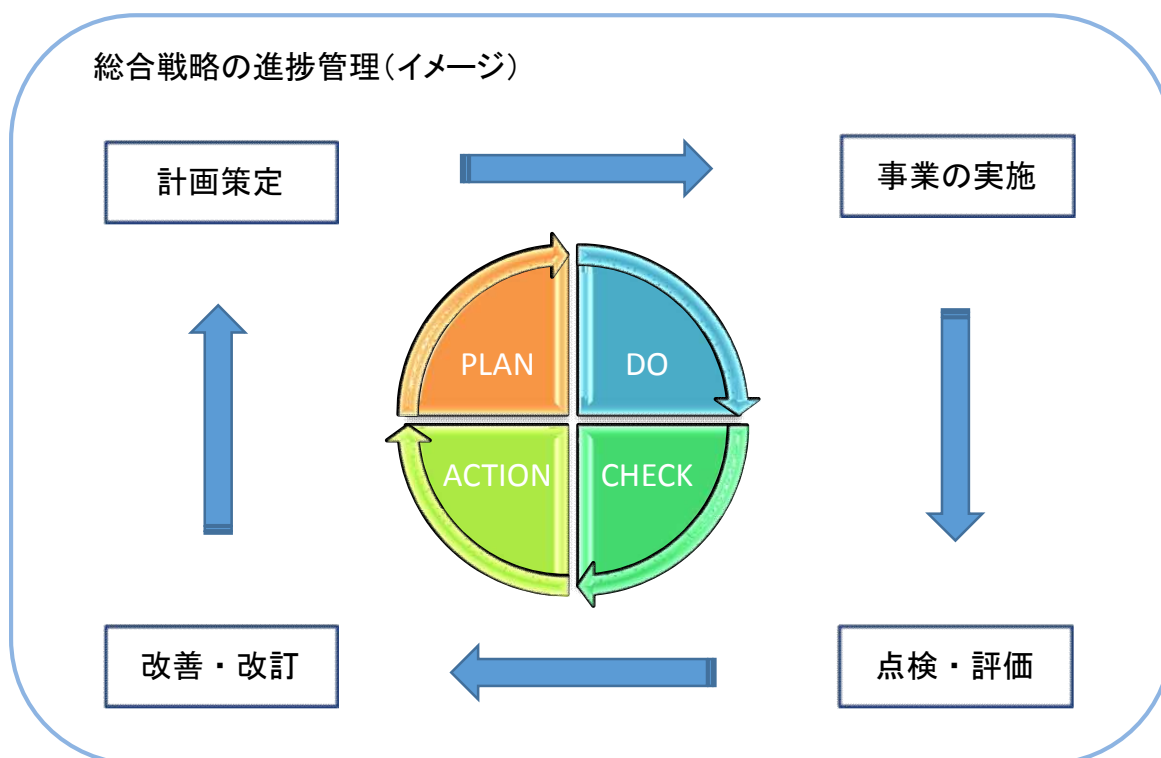 総合戦略の進捗管理(イメージ)
計画策定
事業の実施
PLAN
DO
ACTION
CHECK
改善・改訂
点検・評価